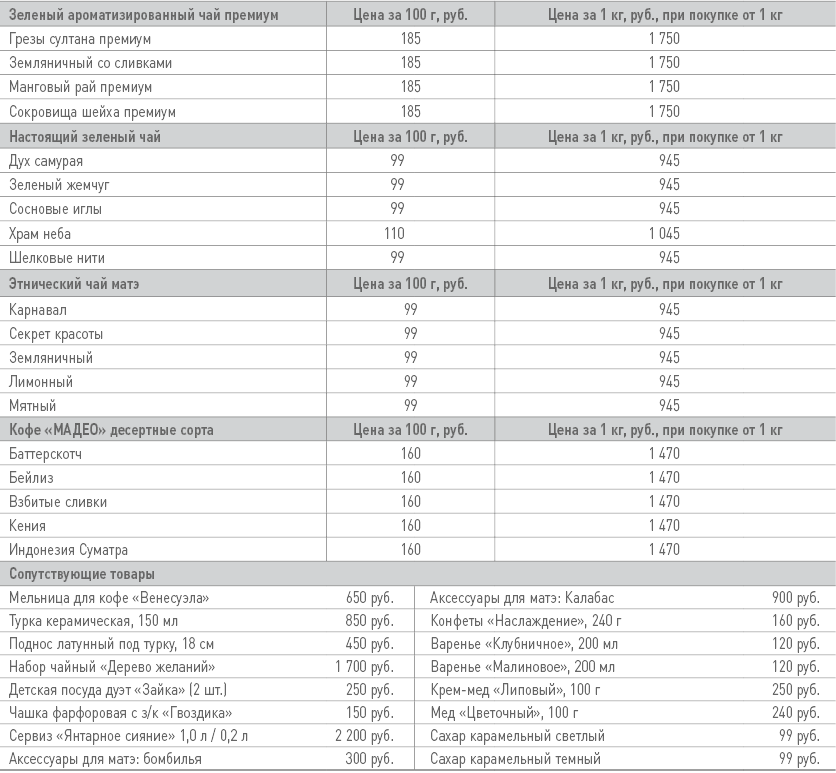 Зеленый ароматизированный чай премиум Цена за 100 г, руб. Цена за 1 кг, руб., при покупке от 1 кг
Грезы султана премиум 185 1 750
Земляничный со сливками 185 1 750
Манговый рай премиум 185 1 750
Сокровища шейха премиум 185 1 750
Настоящий зеленый чай Цена за 100 г, руб. Цена за 1 кг, руб., при покупке от 1 кг
Дух самурая 99 945
Зеленый жемчуг 99 945
Сосновые иглы 99 945
Храм неба 110 1 045
Шелковые нити 99 945
Этнический чай матэ Цена за 100 г, руб. Цена за 1 кг, руб., при покупке от 1 кг
Карнавал 99 945
Секрет красоты 99 945
Земляничный 99 945
Лимонный 99 945
Мятный 99 945
Кофе «МАДЕО» десертные сорта Цена за 100 г, руб. Цена за 1 кг, руб., при покупке от 1 кг
Баттерскотч 160 1 470
Бейлиз 160 1 470
Взбитые сливки 160 1 470
Кения 160 1 470
Индонезия Суматра 160 1 470
Сопутствующие товары
Мельница для кофе «Венесуэла» 650 руб. Аксессуары для матэ: Калабас 900 руб.
Турка керамическая, 150 мл 850 руб. Конфеты «Наслаждение», 240 г 160 руб.
Поднос латунный под турку, 18 см 450 руб. Варенье «Клубничное», 200 мл 120 руб.
Набор чайный «Дерево желаний» 1 700 руб. Варенье «Малиновое», 200 мл 120 руб.
Детская посуда дуэт «Зайка» (2 шт.) 250 руб. Крем-мед «Липовый», 100 г 250 руб.
Чашка фарфоровая с з/к «Гвоздика» 150 руб. Мед «Цветочный», 100 г 240 руб.
Сервиз «Янтарное сияние» 1,0 л / 0,2 л 2 200 руб. Сахар карамельный светлый 99 руб.
Аксессуары для матэ: бомбилья 300 руб. Сахар карамельный темный 99 руб.